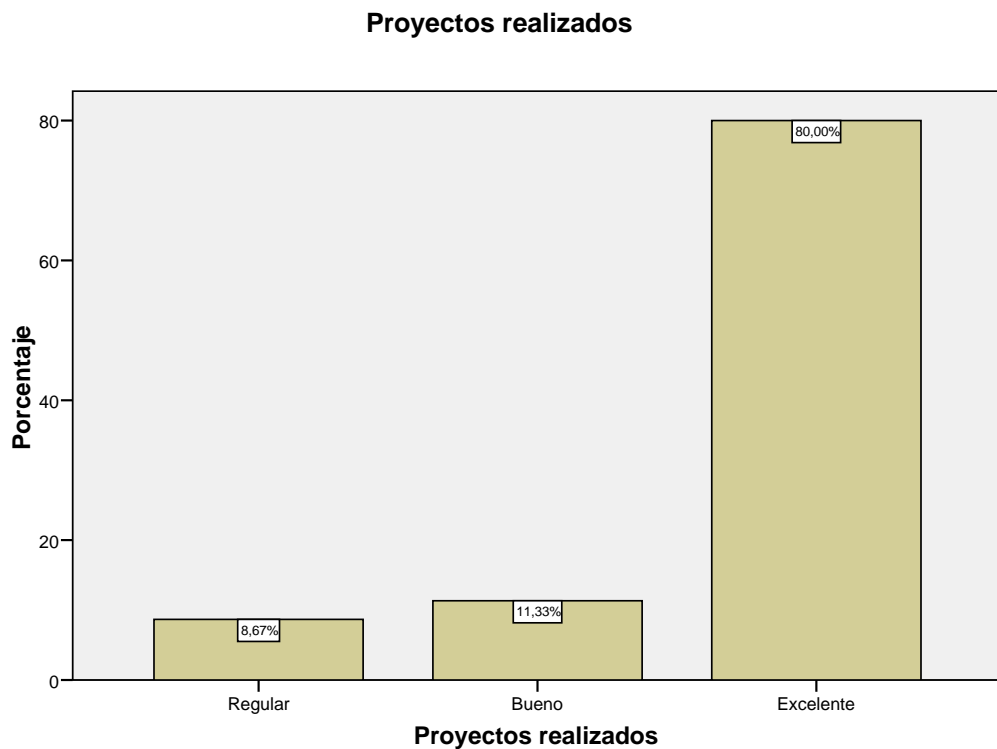 Proyectos realizados
80
60
40
20
0
Porcentaje
80,00%
11,33%
8,67%
Regular
Bueno
Excelente
Proyectos realizados